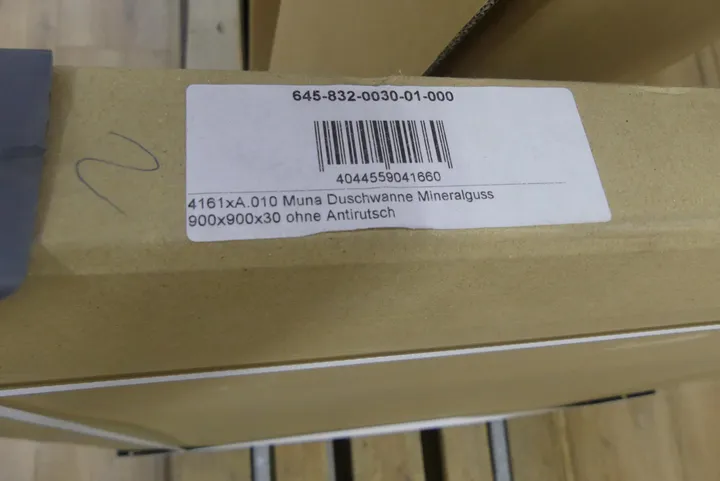 645-832-0030-01-000
4044559041660
4161xA.010 Muna Duschwanne Mineralguss
900x900x30 ohne Antirutsch